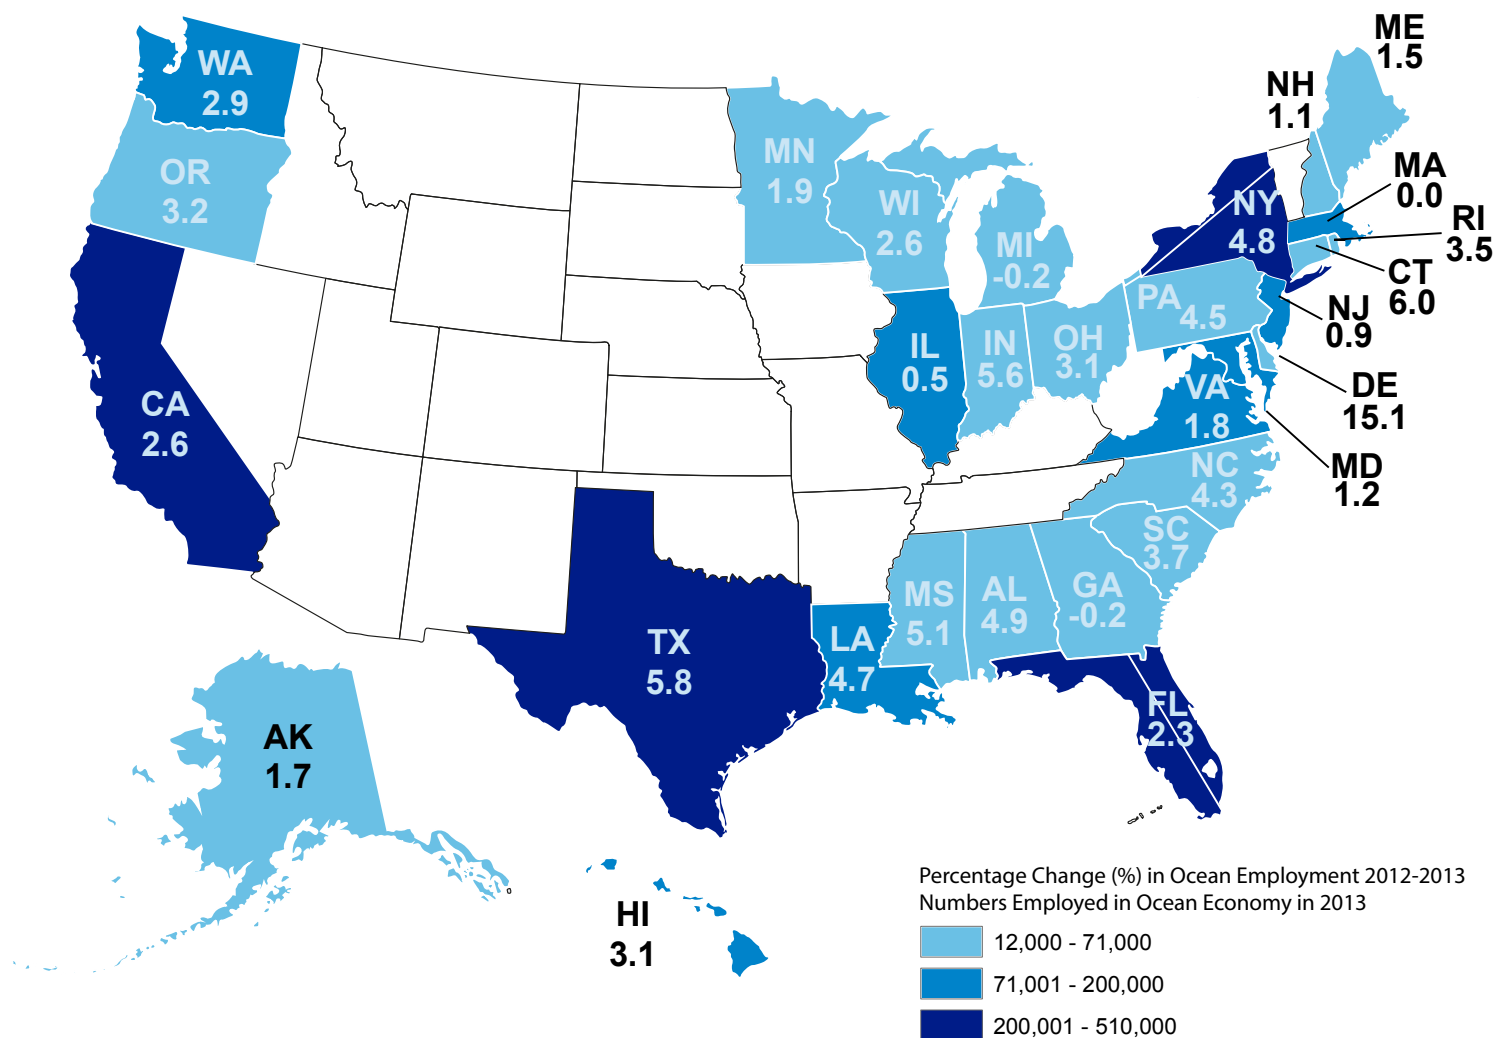 ME
1.5
NH
1.1
WA
2.9
MN
1.9
MA
0.0
OR
3.2
WI
2.6
NY
4.8
RI
3.5
MI
-0.2
CT
6.0
PA
4.5
NJ
0.9
IL
0.5
IN
5.6
OH
3.1
DE
15.1
VA
1.8
CA
2.6
MD
1.2
NC
4.3
SC
3.7
MS
5.1
AL
4.9
GA
-0.2
TX
5.8
LA
4.7
FL
2.3
AK
1.7
HI
3.1
Percentage Change (%) in Ocean Employment 2012-2013
Numbers Employed in Ocean Economy in 2013
12,000 - 71,000
71,001 - 200,000
200,001 - 510,000